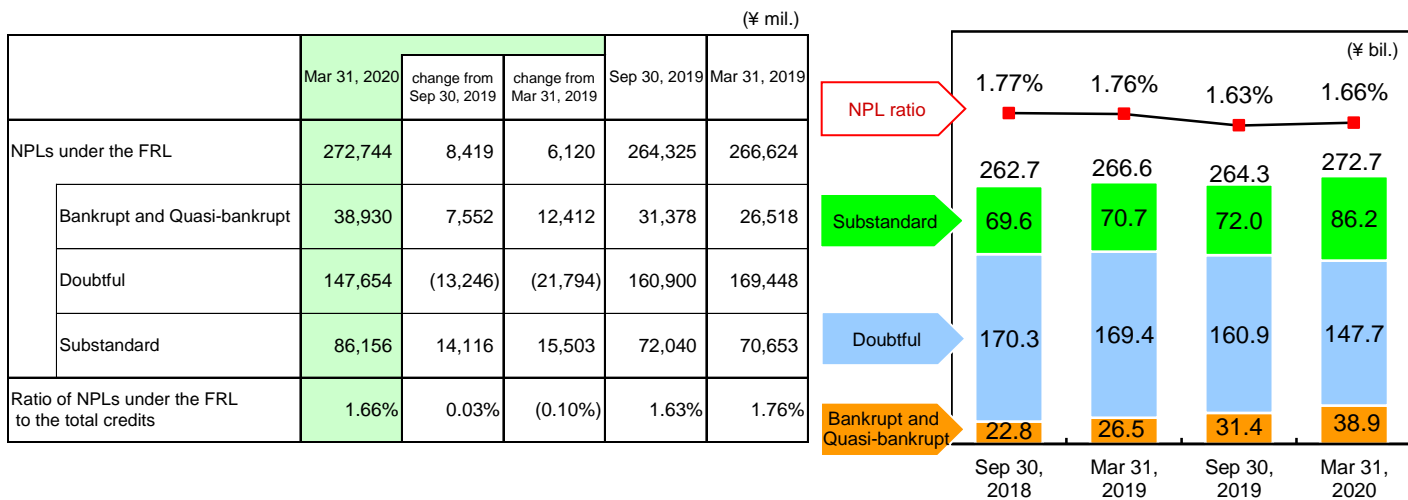 (¥ mil.)
Mar 31, 2020 change from Sep 30, 2019 change from Mar 31, 2019 Sep 30, 2019 Mar 31, 2019
NPLs under the FRL 272,744 8,419 6,120 264,325 266,624
Bankrupt and Quasi-bankrupt 38,930 7,552 12,412 31,378 26,518
Doubtful 147,654 (13,246) (21,794) 160,900 169,448
Substandard 86,156 14,116 15,503 72,040 70,653
Ratio of NPLs under the FRL
to the total credits 1.66% 0.03% (0.10%) 1.63% 1.76%
(¥ bil.)
NPL ratio
1.77% 1.76% 1.63% 1.66%
262.7 266.6 264.3 272.7
Substandard
69.6 70.7 72.0 86.2
Doubtful
170.3 169.4 160.9 147.7
Bankrupt and
Quasi-bankrupt
22.8 26.5 31.4 38.9
Sep 30, Mar 31, Sep 30, Mar 31,
2018 2019 2019 2020